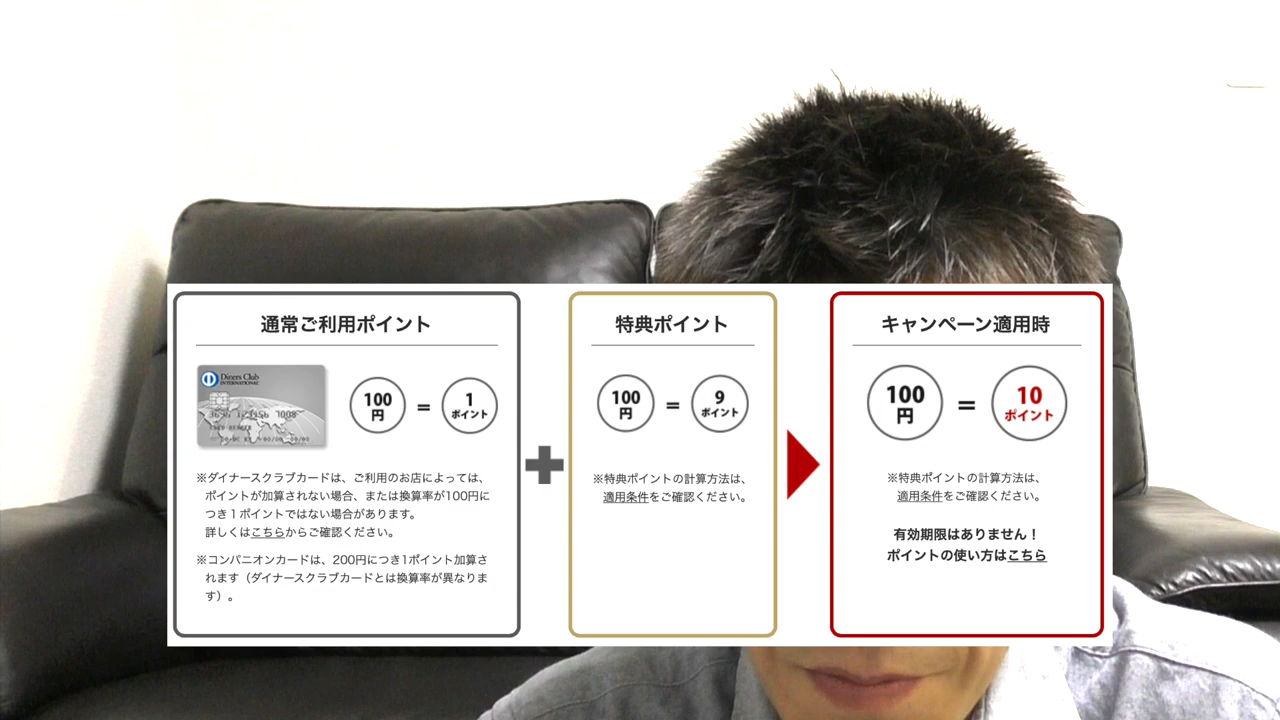 通常ご利用ポイント
Diners Club
INTERNATIONAL
100
円
=
1
ポイント
※ダイナースクラブカードは、ご利用のお店によっては、
ポイントが加算されない場合、または換算率が100円に
つき1ポイントではない場合があります。
詳しくはこちらからご確認ください。
※コンパニオンカードは、200円につき1ポイント加算さ
れます（ダイナースクラブカードとは換算率が異なりま
す）。
特典ポイント
100
円
=
9
ポイント
※特典ポイントの計算方法は、
適用条件をご確認ください。
キャンペーン適用時
100
円
=
10
ポイント
※特典ポイントの計算方法は、
適用条件をご確認ください。
有効期限はありません！
ポイントの使い方はこちら